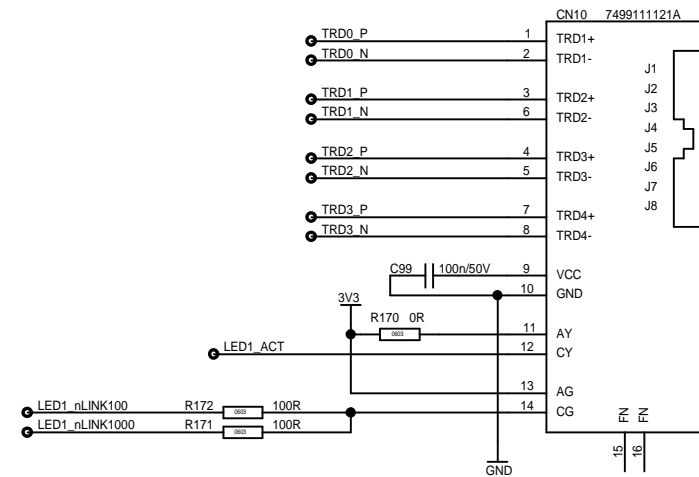 CN10 7499111121A
TRD0_P 1 TRD1+
TRD0_N 2 TRD1-
J1
J2
TRD1_P 3 TRD2+
J3
TRD1_N 6 TRD2-
J4
J5
TRD2_P 4 TRD3+
J6
TRD2_N 5 TRD3-
J7
J8
TRD3_P 7 TRD4+
TRD3_N 8 TRD4-
C99 100n/50V 9 VCC
10 GND
3V3
R170 0R
0603
11 AY
LED1_ACT 12 CY
13 AG
LED1_nLINK100 R172 0603 100R 14 CG
LED1_nLINK1000 R171 0603 100R
FN FN
15 16
GND